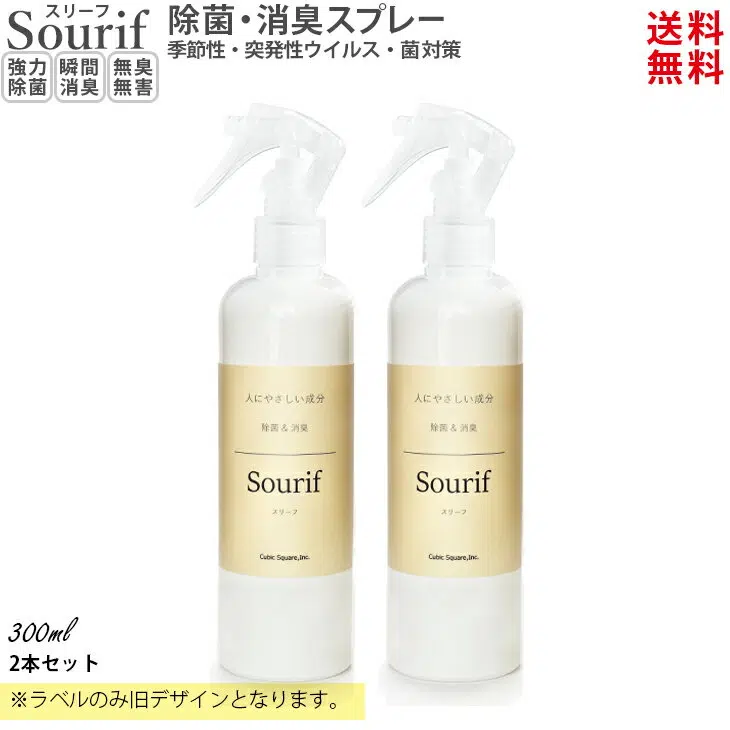 スリーフ
Sourif
除菌・消臭スプレー
季節性・突発性ウイルス・菌対策
強力除菌
瞬間消臭
無臭無害
送料
無料
人にやさしい成分
除菌&消臭
Sourif
スリーフ
Cubic Square,Inc.
人にやさしい成分
除菌&消臭
Sourif
スリーフ
Cubic Square,Inc.
300ml
2本セット
※ラベルのみ旧デザインとなります。